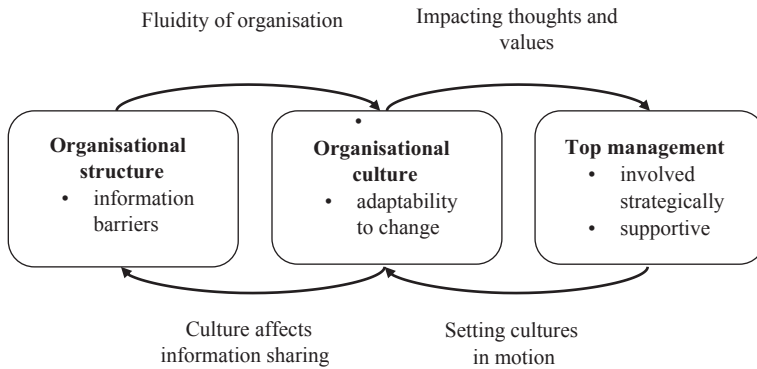 Fluidity of organisation
Impacting thoughts and
values
•
Organisational
structure
• information
barriers
Organisational
culture
• adaptability
to change
Top management
• involved
strategically
• supportive
Culture affects
information sharing
Setting cultures
in motion